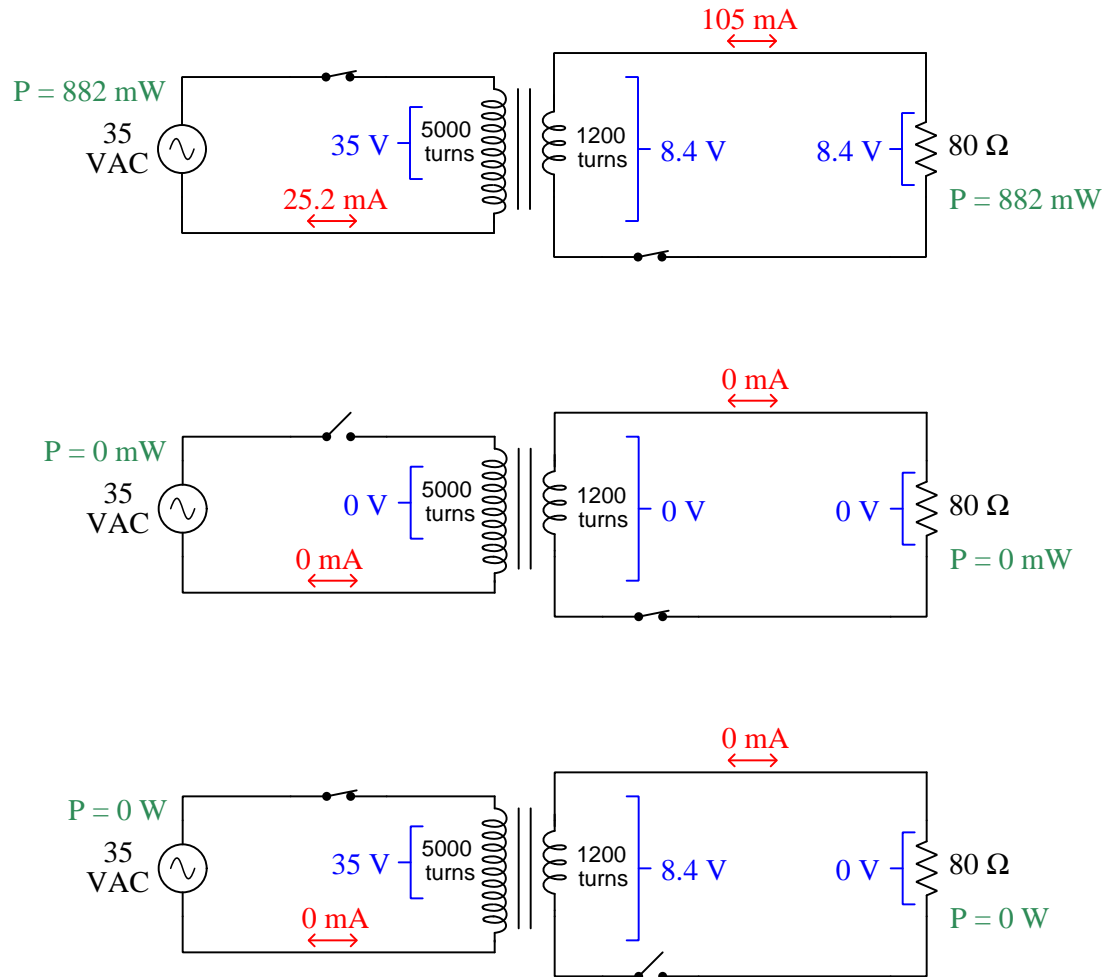 105 mA
P = 882 mW
35
VAC
35 V
5000
turns
1200
turns
8.4 V
8.4 V
80 Ω
25.2 mA
P = 882 mW
0 mA
P = 0 mW
35
VAC
0 V
5000
turns
1200
turns
0 V
0 V
80 Ω
0 mA
P = 0 mW
0 mA
P = 0 W
35
VAC
35 V
5000
turns
1200
turns
8.4 V
0 V
80 Ω
0 mA
P = 0 W